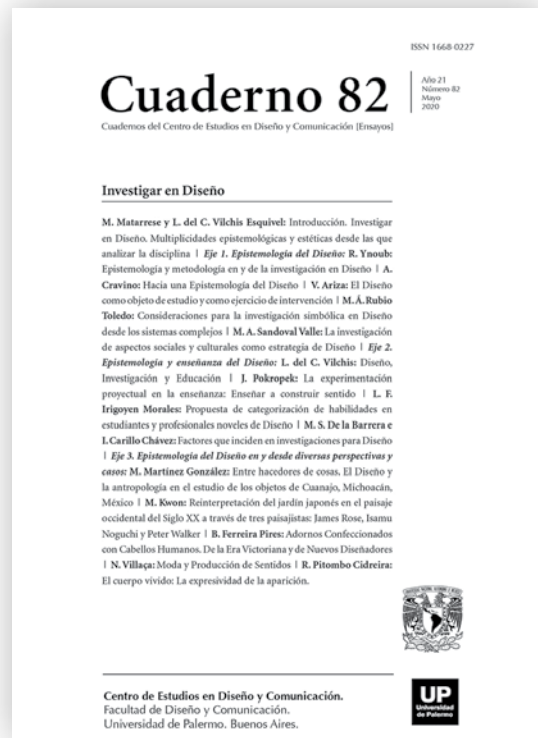 ISSN 1668-0227
Cuaderno 82
Año 21
Número 82
Mayo
2020
Cuadernos del Centro de Estudios en Diseño y Comunicación [Ensayos]
Investigar en Diseño
M. Matarrese y L. del C. Vilchis Esquivel: Introducción. Investigar
en Diseño. Multiplicidades epistemológicas y estéticas desde las que
analizar la disciplina | Eje 1. Epistemología del Diseño: R. Ynoub:
Epistemología y metodología en y de la investigación en Diseño | A.
Cravino: Hacia una Epistemología del Diseño | V. Ariza: El Diseño
como objeto de estudio y como ejercicio de intervención | M. Á. Rubio
Toledo: Consideraciones para la investigación simbólica en Diseño
desde los sistemas complejos | M. A. Sandoval Valle: La investigación
de aspectos sociales y culturales como estrategia de Diseño | Eje 2.
Epistemología y enseñanza del Diseño: L. del C. Vilchis: Diseño,
Investigación y Educación | J. Pokropek: La experimentación
proyectual en la enseñanza: Enseñar a construir sentido | L. F.
Irigoyen Morales: Propuesta de categorización de habilidades en
estudiantes y profesionales noveles de Diseño | M. S. De la Barrera e
I. Carillo Chávez: Factores que inciden en investigaciones para Diseño
| Eje 3. Epistemología del Diseño en y desde diversas perspectivas y
casos: M. Martínez González: Entre hacedores de cosas. El Diseño y
la antropología en el estudio de los objetos de Cuanajo, Michoacán,
México | M. Kwon: Reinterpretación del jardín japonés en el paisaje
occidental del Siglo XX a través de tres paisajistas: James Rose, Isamu
Noguchi y Peter Walker | B. Ferreira Pires: Adornos Confeccionados
con Cabellos Humanos. De la Era Victoriana y de Nuevos Diseñadores
| N. Villaça: Moda y Producción de Sentidos | R. Pitombo Cidreira:
El cuerpo vivido: La expresividad de la aparición.
Centro de Estudios en Diseño y Comunicación.
Facultad de Diseño y Comunicación.
Universidad de Palermo. Buenos Aires.
UP
Universidad
de Palermo